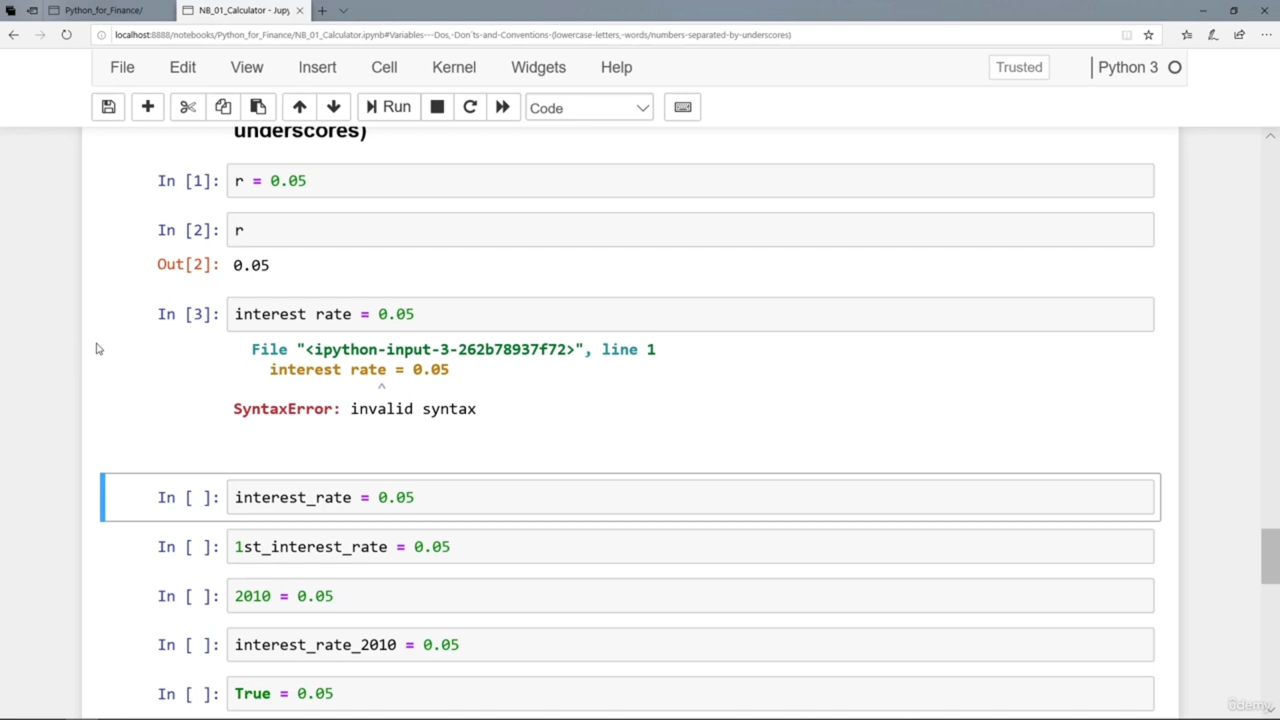 Python_for_Finance/
NB_01_Calculator - Jupy
localhost:8888/notebooks/Python_for_Finance/NB_01_Calculator.ipynb#Variables---Dos,-Don´ts-and-Conventions-(lowercase-letters,-words/numbers-separated-by-underscores)
File Edit View Insert Cell Kernel Widgets Help Trusted Python 3
Run Code
underscores)
In [1]: r = 0.05
In [2]: r
Out[2]: 0.05
In [3]: interest rate = 0.05
File "<ipython-input-3-262b78937f72>", line 1
interest rate = 0.05
^
SyntaxError: invalid syntax
In [ ]: interest_rate = 0.05
In [ ]: 1st_interest_rate = 0.05
In [ ]: 2010 = 0.05
In [ ]: interest_rate_2010 = 0.05
In [ ]: True = 0.05
ûdemy